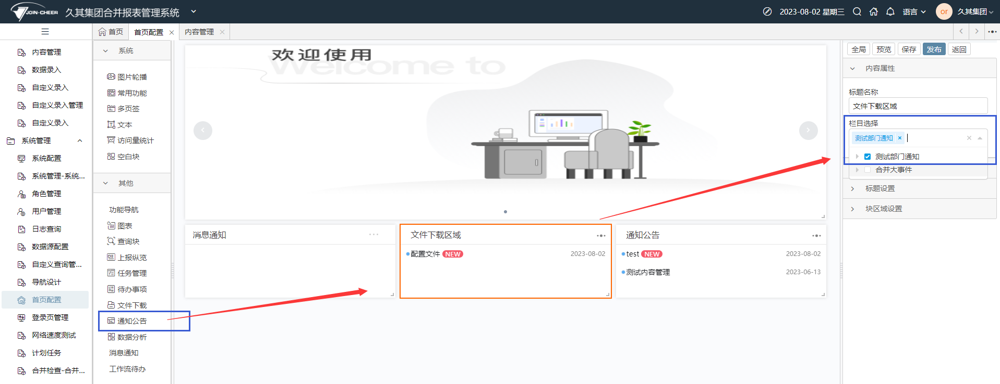 JOIN-CHEER
久其集团合并报表管理系统
2023-08-02 星期三
语言
or
久其集团
首页
首页配置
内容管理
内容管理
数据录入
自定义录入
自定义录入管理
自定义录入
系统管理
系统配置
系统管理-系统...
角色管理
用户管理
日志查询
数据源配置
自定义查询管...
导航设计
首页配置
登录页管理
网络速度测试
计划任务
合并检查-合并...
系统
图片轮播
常用功能
多页签
文本
访问量统计
空白块
其他
功能导航
图表
查询块
上报纵览
任务管理
待办事项
文件下载
通知公告
数据分析
消息通知
工作流待办
欢迎使用
Welcome to
消息通知
文件下载区域
配置文件 NEW 2023-08-02
通知公告
test NEW 2023-08-02
测试内容管理 2023-06-13
全局 预览 保存 发布 返回
内容属性
标题名称
文件下载区域
栏目选择
测试部门通知 ×
测试部门通知
合并大事件
标题设置
块区域设置